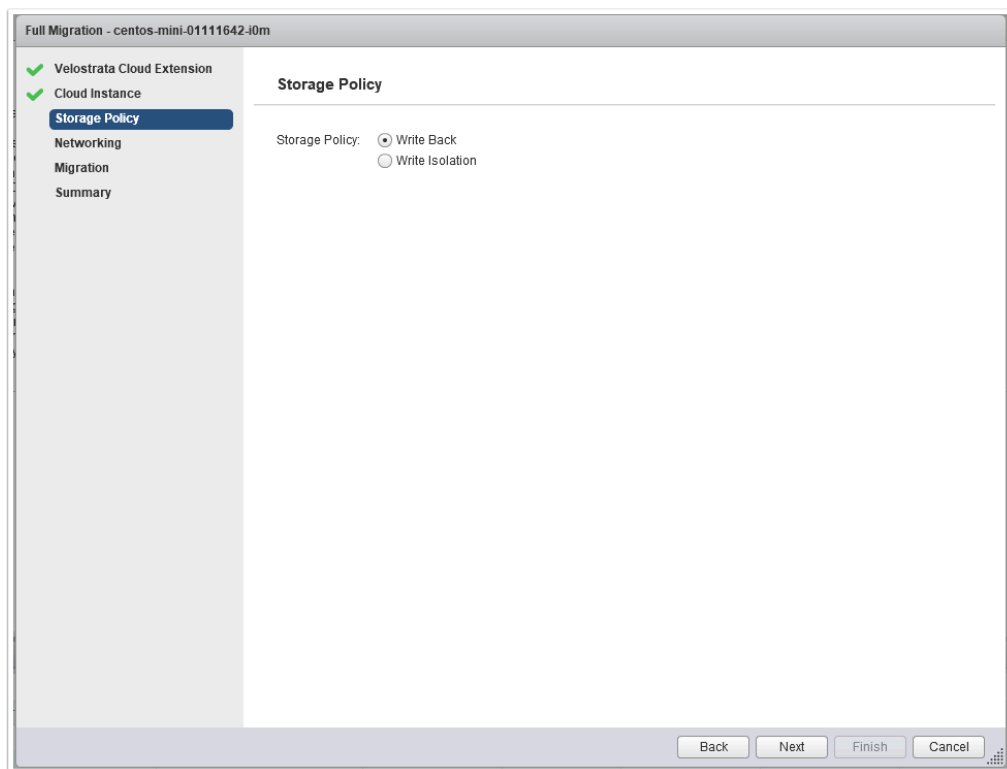 Full Migration - centos-mini-01111642-i0m
Velostrata Cloud Extension
Cloud Instance
Storage Policy
Networking
Migration
Summary
Storage Policy
Storage Policy: Write Back
Write Isolation
Back Next Finish Cancel